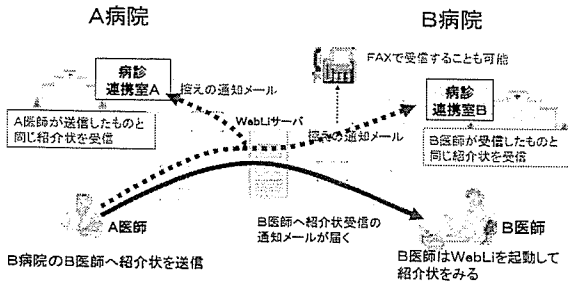 A病院
B病院
FAXで受信することも可能
病診
連携室A
控えの通知メール
病診
連携室B
WebLiサーバ
A医師が送信したものと
同じ紹介状を受信
控えの通知メール
B医師が受信したものと
同じ紹介状を受信
A医師
B医師へ紹介状受信の
通知メールが届く
B医師
B病院のB医師へ紹介状を送信
B医師はWebLiを起動して
紹介状をみる